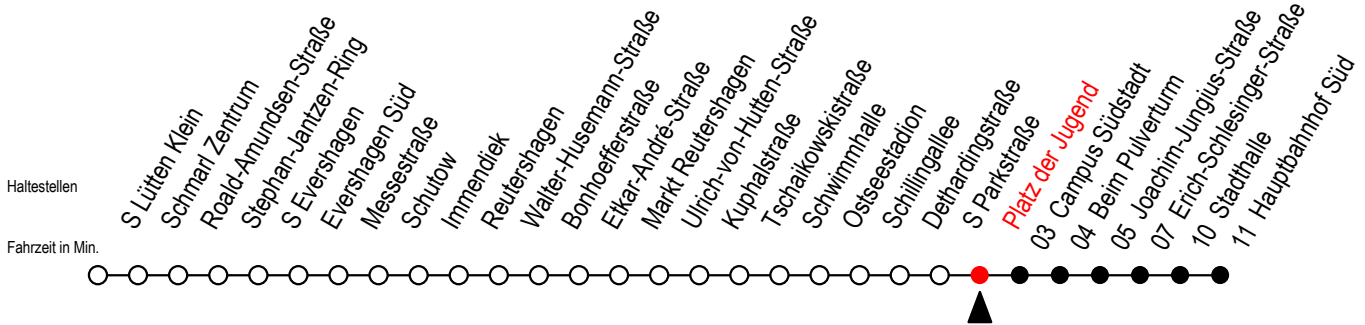 Haltestellen
S Lütten Klein
Schmarl Zentrum
Roald-Amundsen-Straße
Stephan-Jantzen-Ring
S Evershagen
Evershagen Süd
Messestraße
Schutow
Immendiek
Reutershagen
Walter-Husemann-Straße
Bonhoefferstraße
Etkar-André-Straße
Markt Reutershagen
Ulrich-von-Hutten-Straße
Kuphalstraße
Tschaikowskistraße
Schwimmhalle
Ostseestadion
Schillingallee
Dethardingstraße
S Parkstraße
Platz der Jugend
03 Campus Südstadt
04 Beim Pulverturm
05 Joachim-Jungius-Straße
07 Erich-Schlesinger-Straße
10 Stadthalle
11 Hauptbahnhof Süd
Fahrzeit in Min.